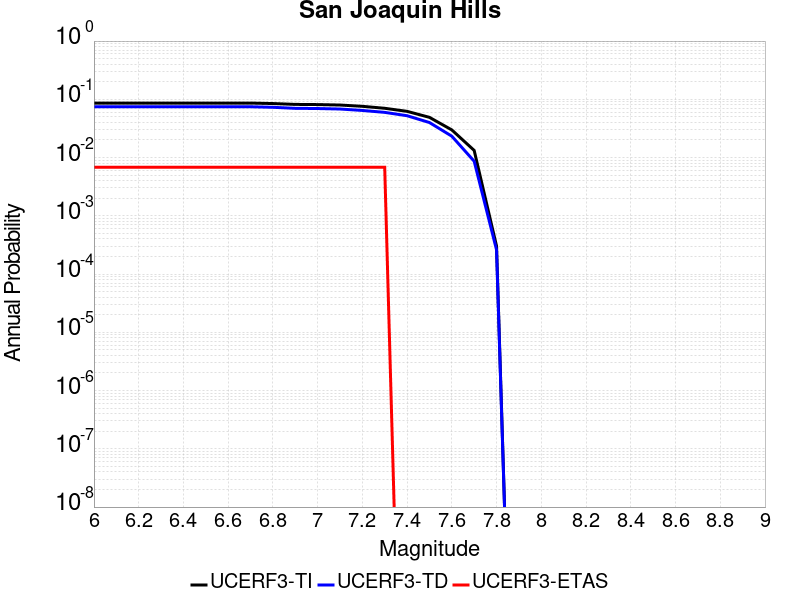 San Joaquin Hills
Annual Probability
10^0
10^-1
10^-2
10^-3
10^-4
10^-5
10^-6
10^-7
10^-8
6 6.2 6.4 6.6 6.8 7 7.2 7.4 7.6 7.8 8 8.2 8.4 8.6 8.8 9
Magnitude
UCERF3-TI UCERF3-TD UCERF3-ETAS